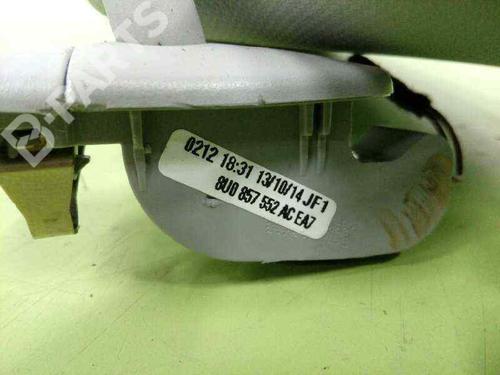 B-PARTS
0212 18:31 13/10/14 JF1
8U0 857 552 AC EA7